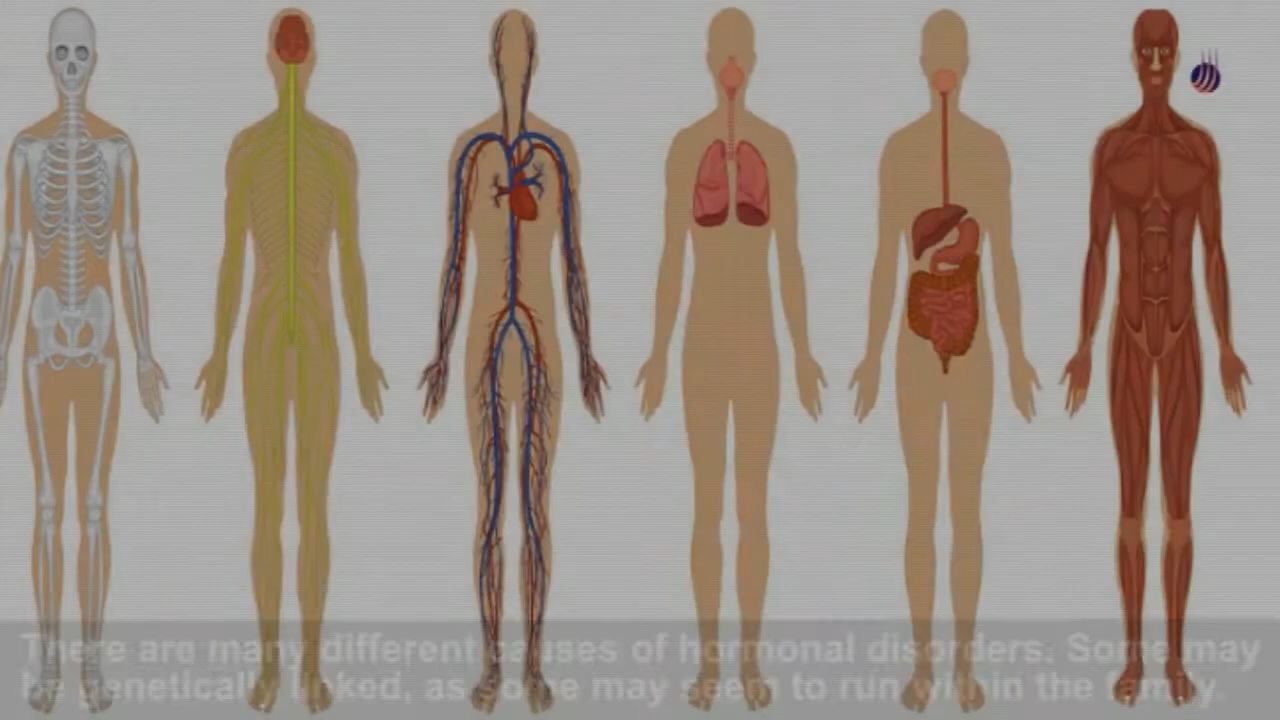 There are many different causes of hormonal disorders. Some may
be genetically linked, as some may seem to run within the family.